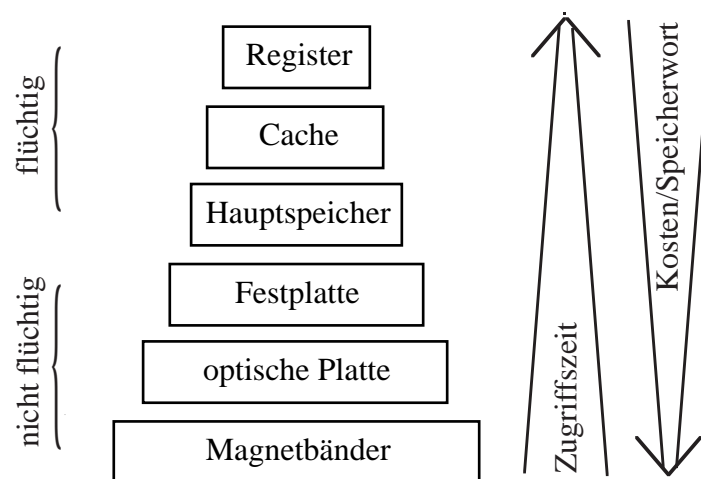 Register
Cache
Hauptspeicher
Festplatte
optische Platte
Magnetbänder
flüchtig
nicht flüchtig
Zugriffszeit
Kosten/Speicherwort